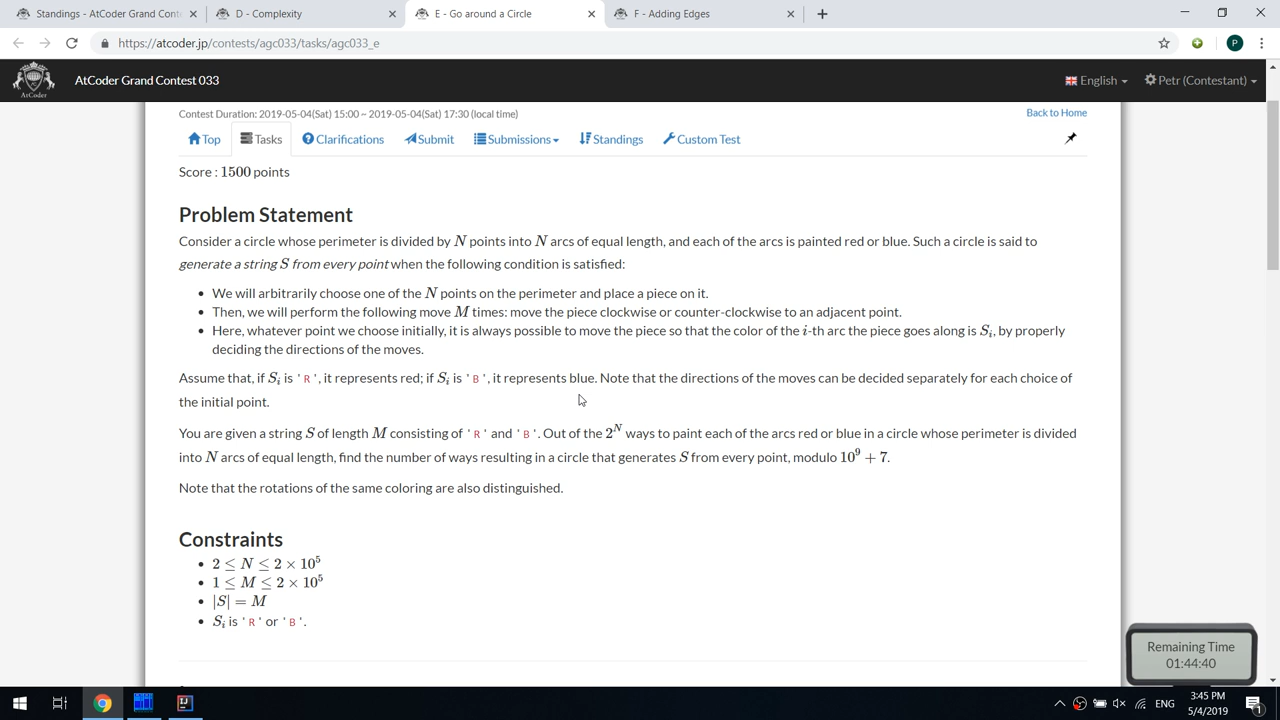 Standings - AtCoder Grand Cont
D - Complexity
E - Go around a Circle
F - Adding Edges
https://atcoder.jp/contests/agc033/tasks/agc033_e
P
AtCoder
AtCoder Grand Contest 033
English
Petr (Contestant)
Contest Duration: 2019-05-04(Sat) 15:00 ~ 2019-05-04(Sat) 17:30 (local time)
Back to Home
Top
Tasks
Clarifications
Submit
Submissions
Standings
Custom Test
Score : 1500 points
Problem Statement
Consider a circle whose perimeter is divided by N points into N arcs of equal length, and each of the arcs is painted red or blue. Such a circle is said to
generate a string S from every point when the following condition is satisfied:
• We will arbitrarily choose one of the N points on the perimeter and place a piece on it.
• Then, we will perform the following move M times: move the piece clockwise or counter-clockwise to an adjacent point.
• Here, whatever point we choose initially, it is always possible to move the piece so that the color of the i-th arc the piece goes along is Sᵢ, by properly
deciding the directions of the moves.
Assume that, if Sᵢ is 'R', it represents red; if Sᵢ is 'B', it represents blue. Note that the directions of the moves can be decided separately for each choice of
the initial point.
You are given a string S of length M consisting of 'R' and 'B'. Out of the 2ᴺ ways to paint each of the arcs red or blue in a circle whose perimeter is divided
into N arcs of equal length, find the number of ways resulting in a circle that generates S from every point, modulo 10⁹ + 7.
Note that the rotations of the same coloring are also distinguished.
Constraints
• 2 ≤ N ≤ 2 × 10⁵
• 1 ≤ M ≤ 2 × 10⁵
• |S| = M
• Sᵢ is 'R' or 'B'.
Remaining Time
01:44:40
ENG
3:45 PM
5/4/2019
1